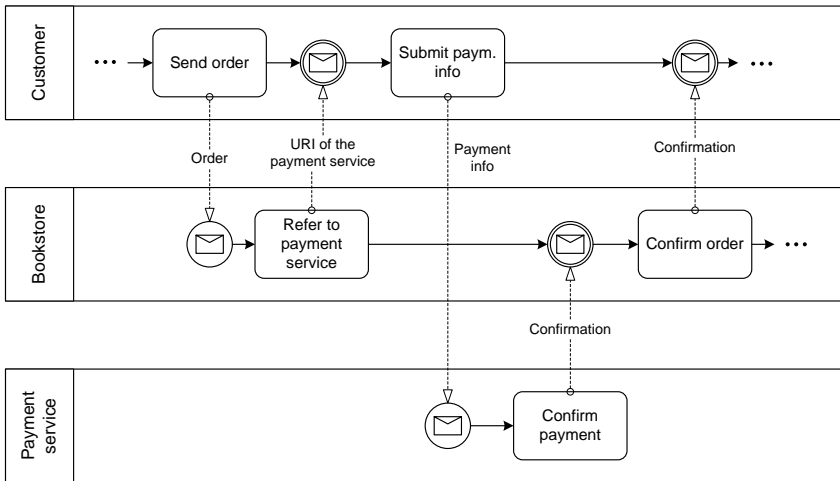 Customer
•••
Send order
Submit paym.
info
•••
Order
URI of the
payment service
Payment
info
Confirmation
Bookstore
Refer to
payment
service
Confirm order
•••
Confirmation
Payment
service
Confirm
payment